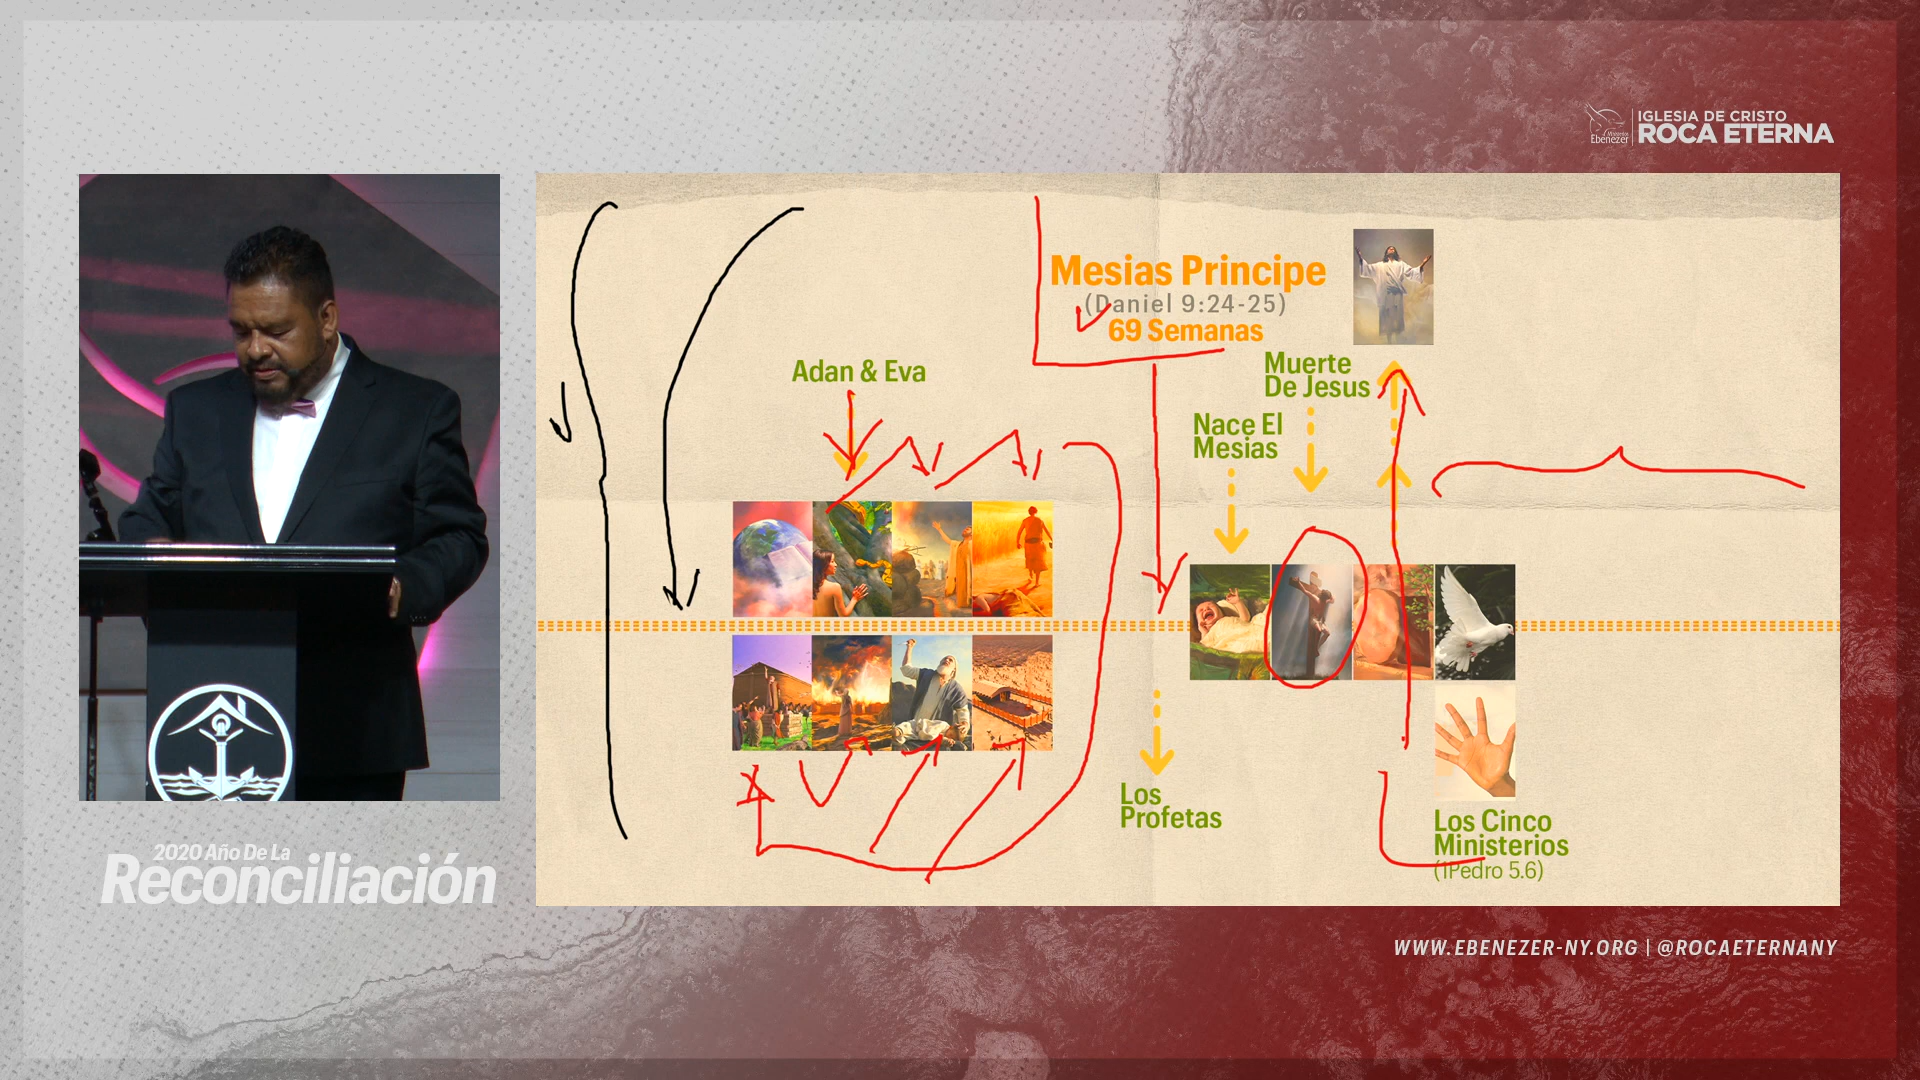 Ministerios
Ebenezer
IGLESIA DE CRISTO
ROCA ETERNA
Mesias Principe
(Daniel 9:24-25)
69 Semanas
Adan & Eva
Muerte
De Jesus
Nace El
Mesias
Los
Profetas
Los Cinco
Ministerios
(1Pedro 5.6)
2020 Año De La
Reconciliación
WWW.EBENEZER-NY.ORG | @ROCAETERNANY